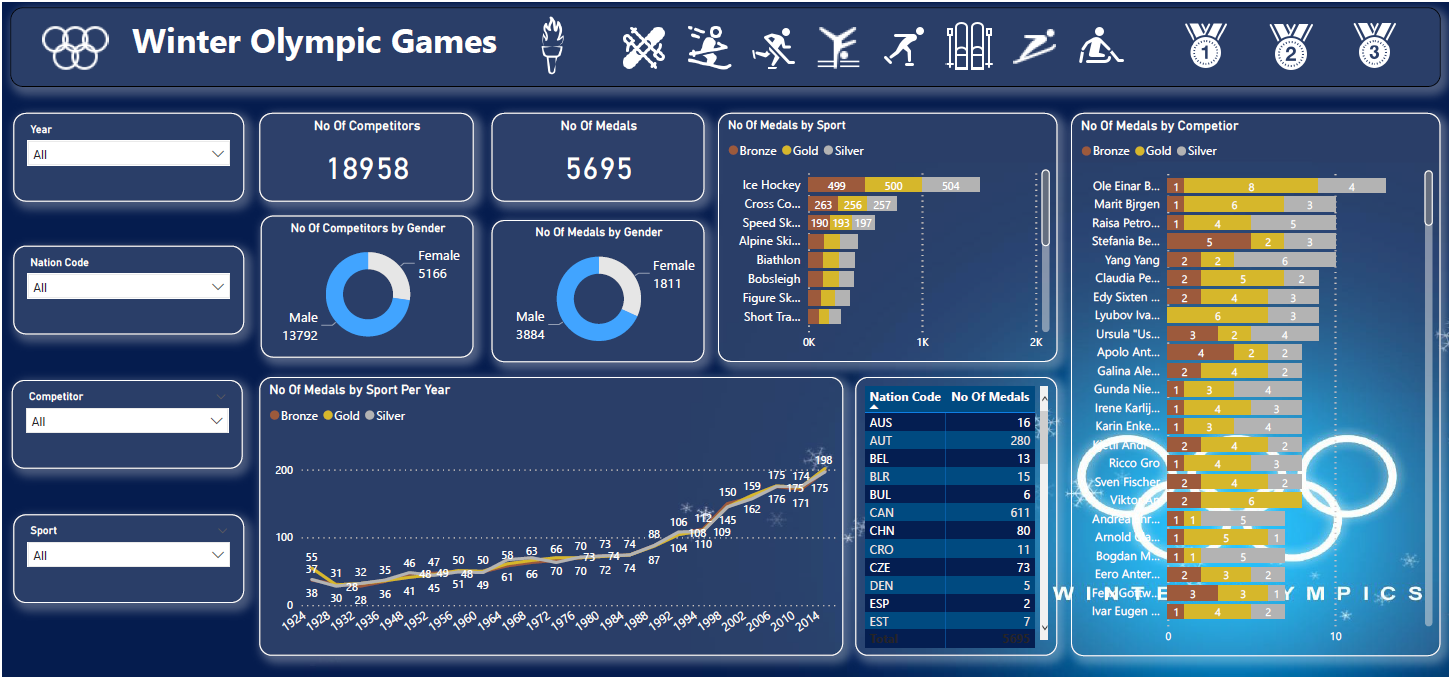 Winter Olympic Games
1
2
3
Year
All
Nation Code
All
Competitor
All
Sport
All
No Of Competitors
18958
No Of Medals
5695
No Of Competitors by Gender
Female
5166
Male
13792
No Of Medals by Gender
Female
1811
Male
3884
No Of Medals by Sport
Bronze Gold Silver
Ice Hockey 499 500 504
Cross Co... 263 256 257
Speed Sk... 190 193 197
Alpine Ski...
Biathlon
Bobsleigh
Figure Sk...
Short Tra...
0K 1K 2K
No Of Medals by Competior
Bronze Gold Silver
Ole Einar B... 1 8 4
Marit Bjrgen 1 6 3
Raisa Petro... 1 4 5
Stefania Be... 5 2 3
Yang Yang 2 2 6
Claudia Pe... 2 5 2
Edy Sixten ... 2 4 3
Lyubov Iva... 6 3
Ursula "Us... 3 2 4
Apolo Ant... 4 2 2
Galina Ale... 2 4 2
Gunda Nie... 1 3 4
Irene Karlij... 1 4 3
Karin Enke... 1 3 4
Kjetil Andr... 2 4 2
Ricco Gro 1 4 3
Sven Fischer 2 4 2
Viktor An 2 6
1 1 5
Arnold 1 5 1
Bogdan M... 1 1 5
Eero Anter... 2 3 2
3 3 1
Ivar Eugen ... 1 4 2
0 10
No Of Medals by Sport Per Year
Bronze Gold Silver
200
100
0
55 37 38 31 30 28 32 28 35 36 46 41 47 48 45 50 49 51 50 48 49 58 61 63 66 66 70 70 73 70 73 72 74 74 74 88 87 106 104 112 110 108 109 150 145 159 162 175 176 174 175 171 198 175
1924 1928 1932 1936 1948 1952 1956 1960 1964 1968 1972 1976 1980 1984 1988 1992 1994 1998 2002 2006 2010 2014
Nation Code No Of Medals
AUS 16
AUT 280
BEL 13
BLR 15
BUL 6
CAN 611
CHN 80
CRO 11
CZE 73
DEN 5
ESP 2
EST 7
Total 5695